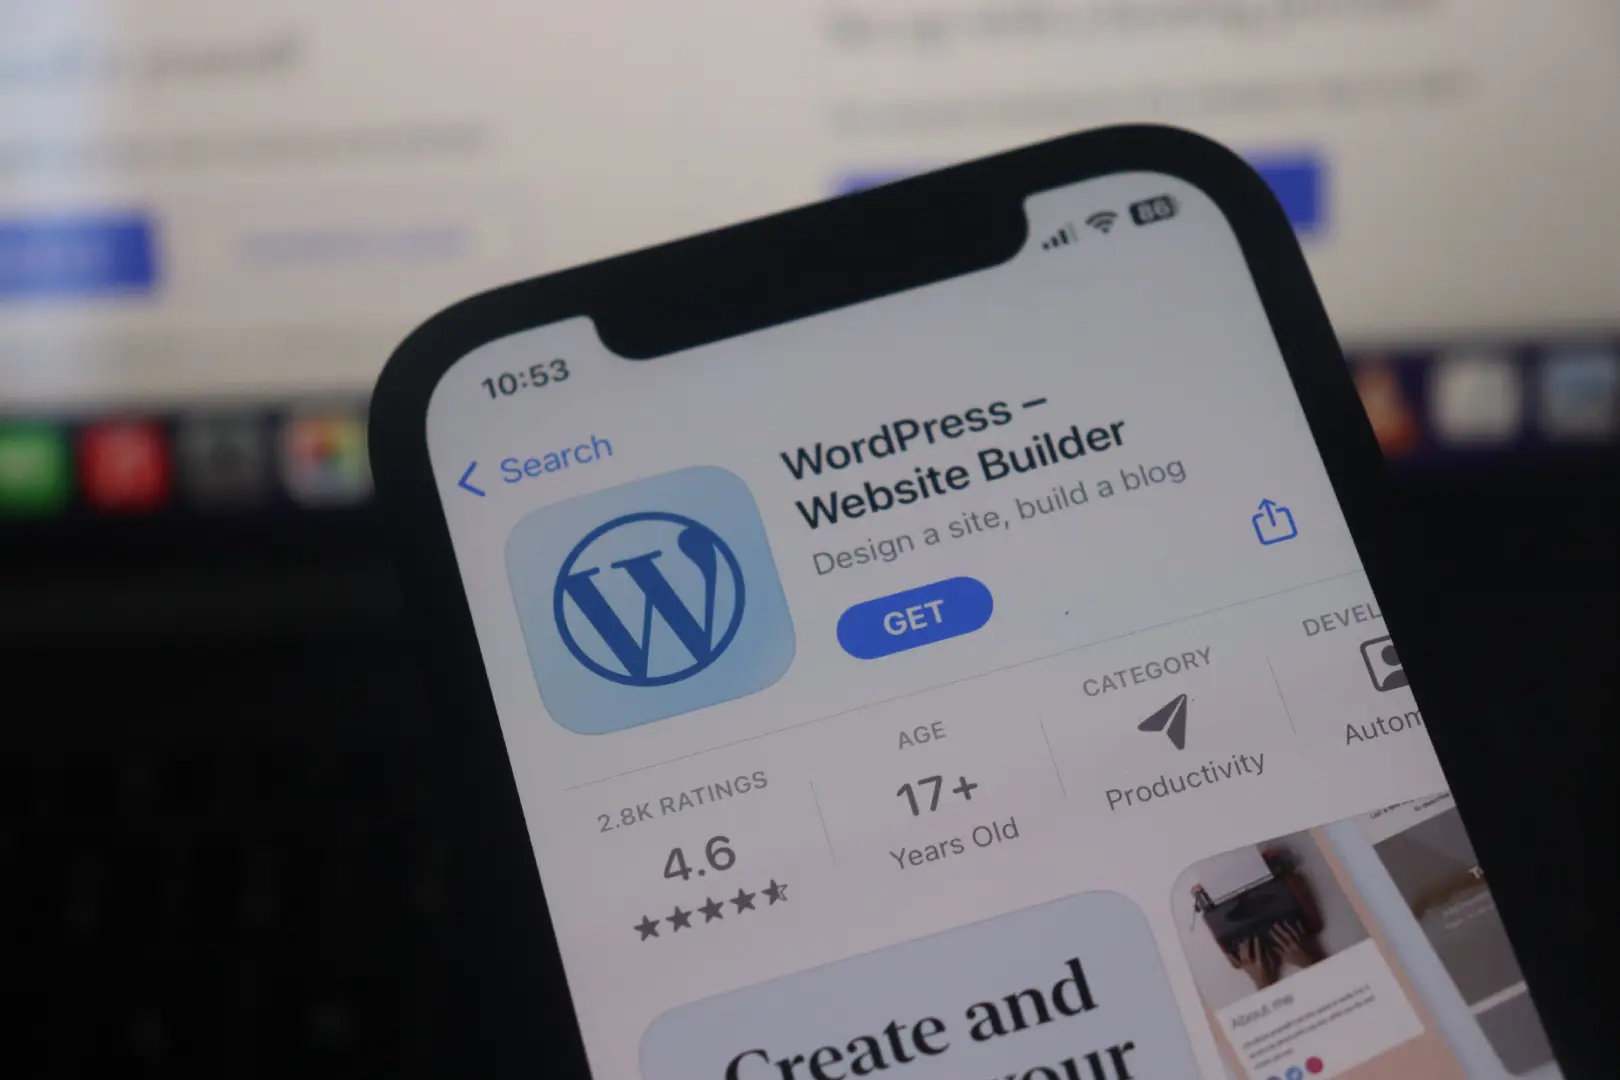 10:53
86
Search
WordPress –
Website Builder
Design a site, build a blog
GET
2.8K RATINGS
4.6
AGE
17+
Years Old
CATEGORY
Productivity
DEVEL
Autom
Create and
your
About me